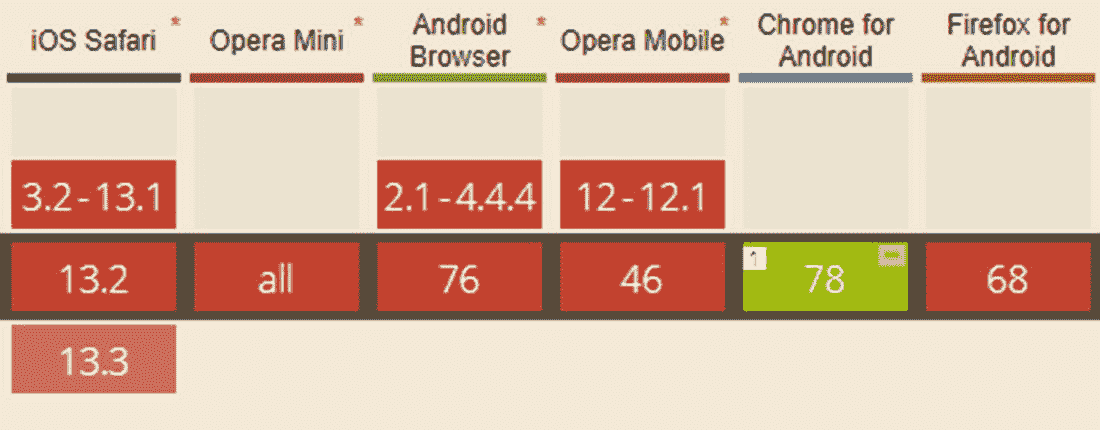 iOS Safari *
Opera Mini *
Android Browser *
Opera Mobile *
Chrome for Android
Firefox for Android
3.2-13.1
2.1-4.4.4
12-12.1
13.2
all
76
46
1
78
68
13.3